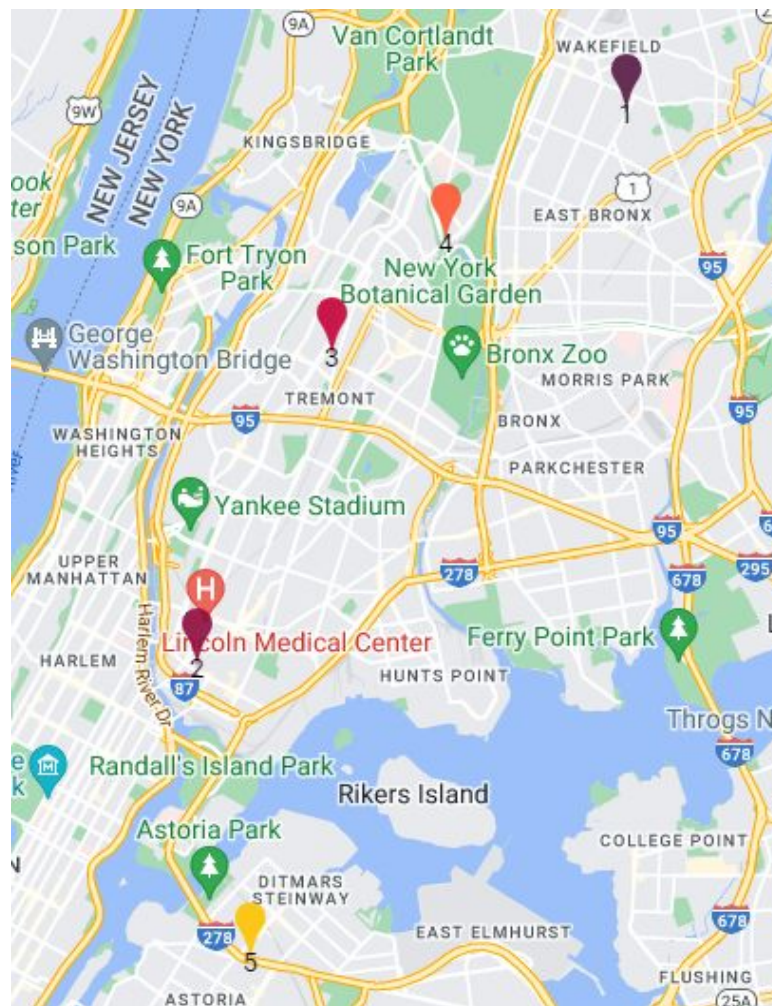 9A
Van Cortlandt
Park
WAKEFIELD
9W
1
NEW JERSEY
NEW YORK
KINGSBRIDGE
ook
ter
9A
1
son Park
EAST BRONX
Fort Tryon
Park
4
New York
Botanical Garden
95
George
Washington Bridge
3
Bronx Zoo
TREMONT
MORRIS PARK
95
95
BRONX
WASHINGTON
HEIGHTS
PARKCHESTER
River
Yankee Stadium
95
6
UPPER
MANHATTAN
H
278
678
295
Harlem River Dr
Lincoln Medical Center
Ferry Point Park
L
HARLEM
2
87
HUNTS POINT
Throgs N
e
k
Randall's Island Park
678
Rikers Island
Astoria Park
COLLEGE POINT
N
DITMARS
STEINWAY
278
EAST ELMHURST
678
5
FLUSHING
ASTORIA
25A